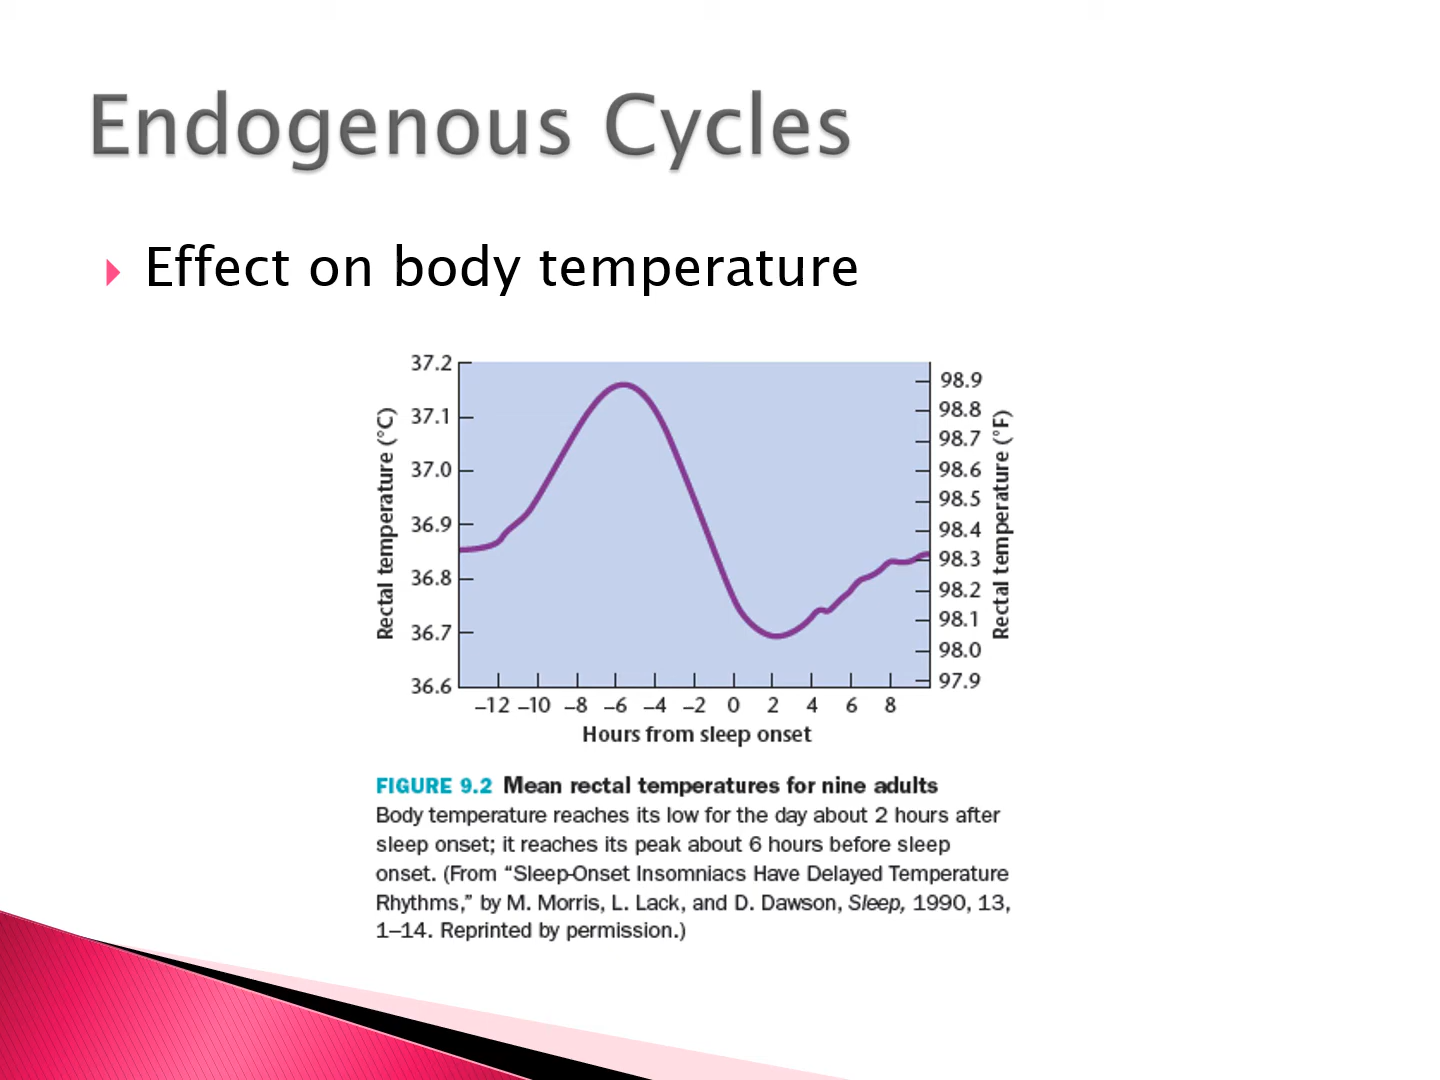 Endogenous Cycles
Effect on body temperature
37.2
37.1
37.0
36.9
36.8
36.7
36.6
Rectal temperature (°C)
98.9
98.8
98.7
98.6
98.5
98.4
98.3
98.2
98.1
98.0
97.9
Rectal temperature (°F)
–12 –10 –8 –6 –4 –2 0 2 4 6 8
Hours from sleep onset
FIGURE 9.2 Mean rectal temperatures for nine adults
Body temperature reaches its low for the day about 2 hours after
sleep onset; it reaches its peak about 6 hours before sleep
onset. (From “Sleep-Onset Insomniacs Have Delayed Temperature
Rhythms,” by M. Morris, L. Lack, and D. Dawson, Sleep, 1990, 13,
1–14. Reprinted by permission.)